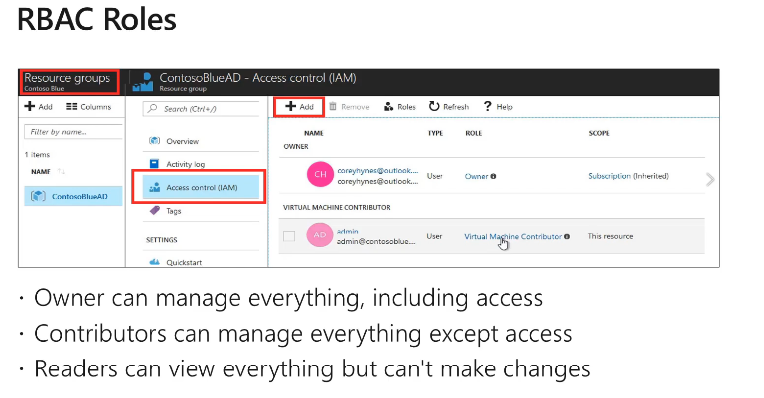 RBAC Roles
Resource groups
Contoso Blue
ContosoBlueAD - Access control (IAM)
Resource group
Add
Columns
Search (Ctrl+/)
Add
Remove
Roles
Refresh
Help
Filter by name...
1 items
NAME
ContosoBlueAD
Overview
Activity log
Access control (IAM)
Tags
SETTINGS
Quickstart
NAME TYPE ROLE SCOPE
OWNER
CH
coreyhynes@outlook....
coreyhynes@outlook....
User
Owner
Subscription (Inherited)
VIRTUAL MACHINE CONTRIBUTOR
AD
admin
admin@contosoblue...
User
Virtual Machine Contributor
This resource
• Owner can manage everything, including access
• Contributors can manage everything except access
• Readers can view everything but can't make changes